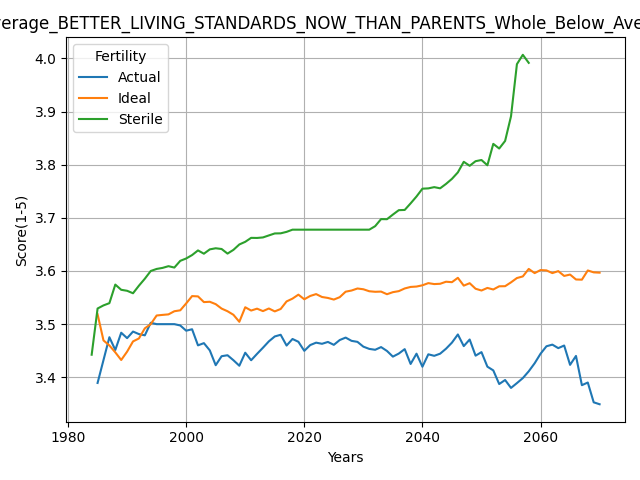 verage_BETTER_LIVING_STANDARDS_NOW_THAN_PARENTS_Whole_Below_Ave
Fertility
Actual
Ideal
Sterile
Score(1-5)
4.0
3.9
3.8
3.7
3.6
3.5
3.4
1980 2000 2020 2040 2060
Years